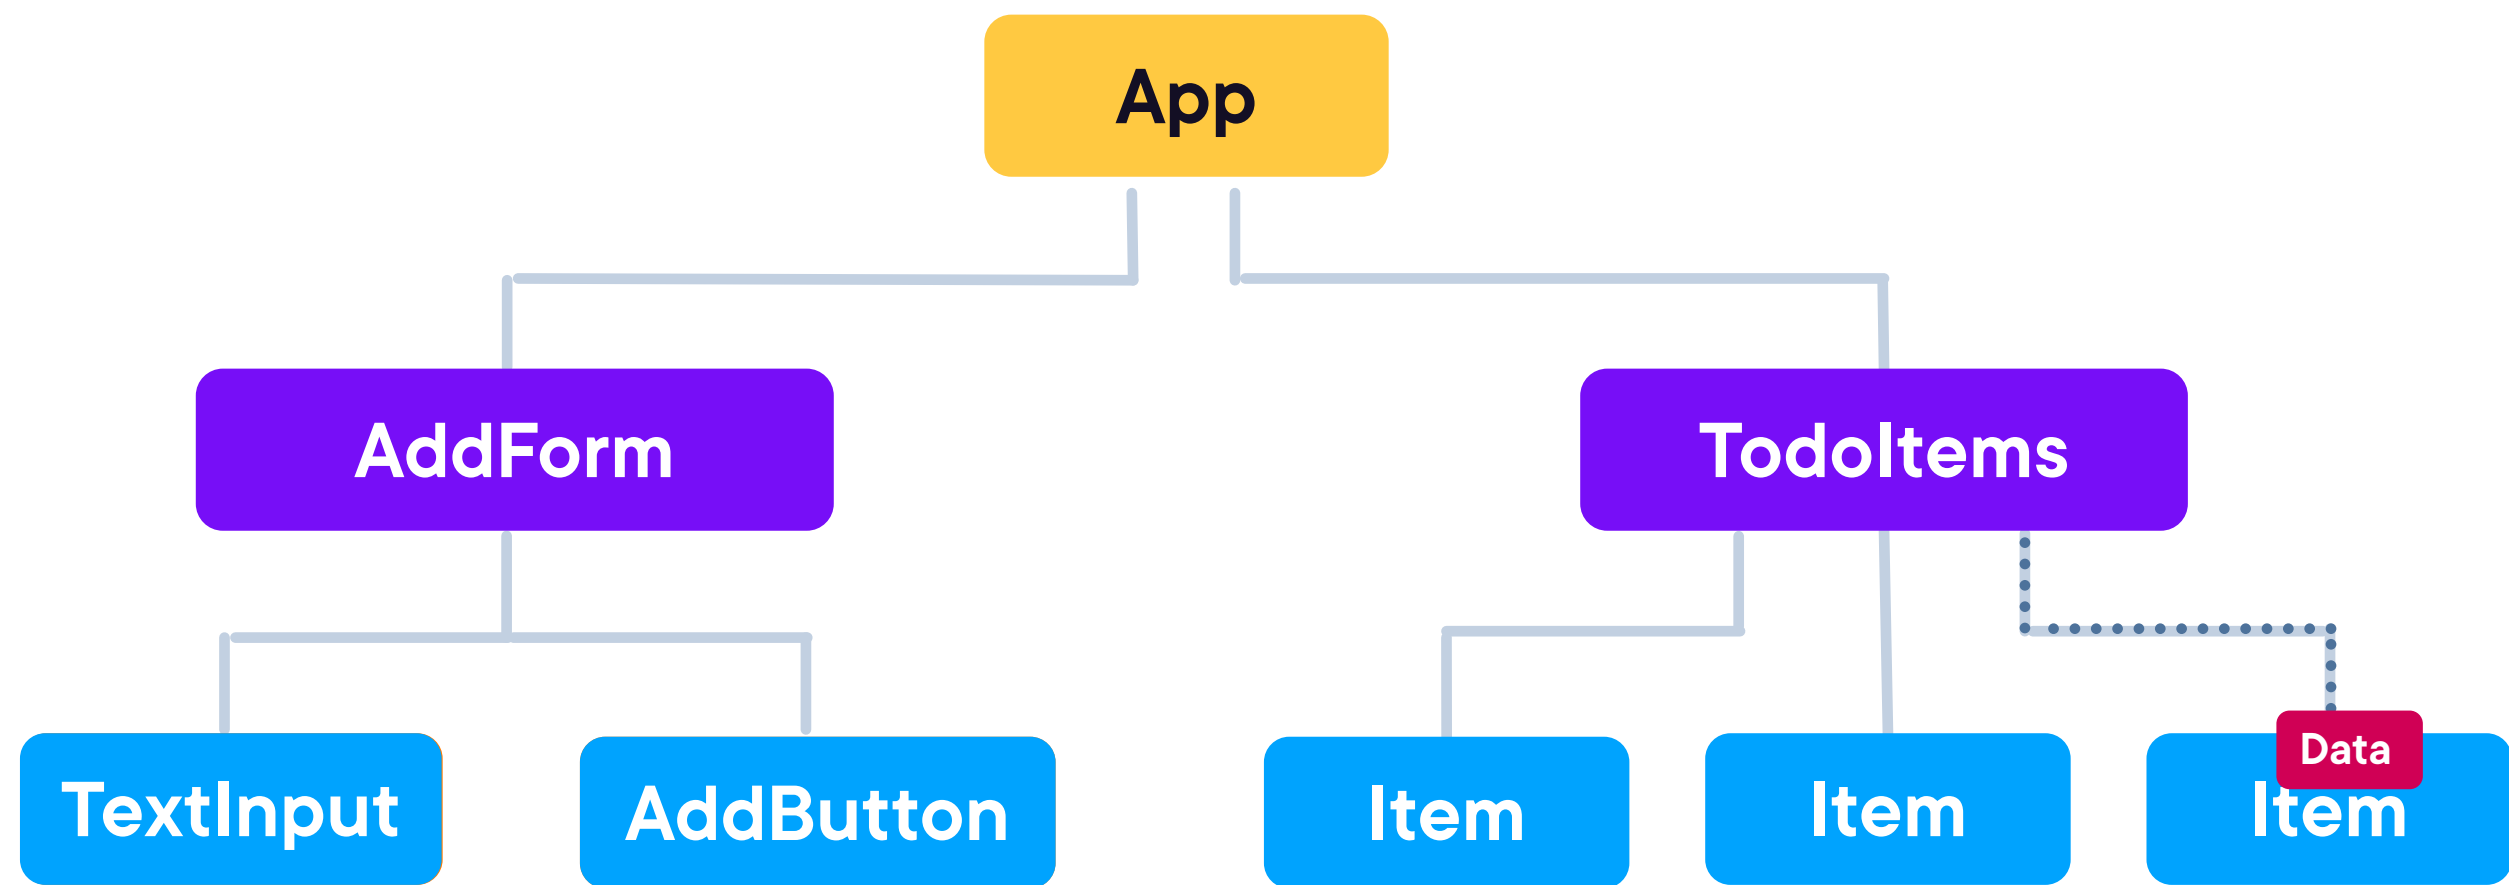 App
AddForm
TodoItems
Data
TextInput
AddButton
Item
Item
Item